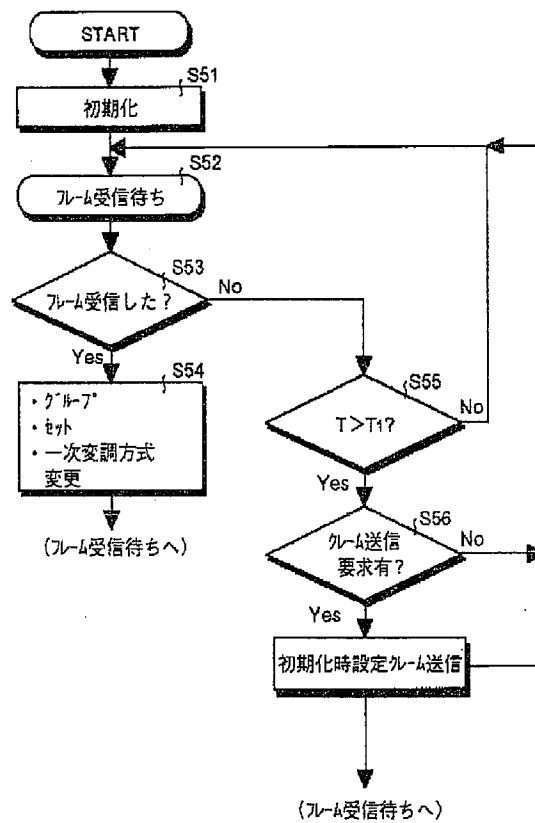 START
S51
初期化
S52
フレーム受信待ち
S53
フレーム受信した？
No
Yes
S54
・グループ
・セット
・一次変調方式
変更
(フレーム受信待ちへ)
S55
T＞T1?
No
Yes
S56
クレーム送信
要求有？
No
Yes
初期化時設定クレーム送信
(フレーム受信待ちへ)